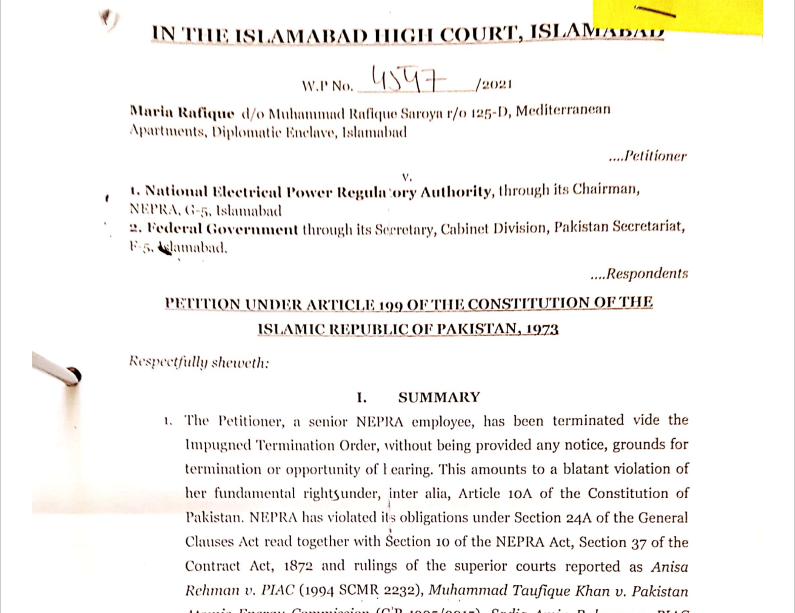 IN THE ISLAMABAD HIGH COURT, ISLAMABAD
W.P No. 4597 /2021
Maria Rafique d/o Muhammad Rafique Saroya r/o 125-D, Mediterranean
Apartments, Diplomatic Enclave, Islamabad
....Petitioner
v.
1. National Electrical Power Regulatory Authority, through its Chairman,
NEPRA, G-5, Islamabad
2. Federal Government through its Secretary, Cabinet Division, Pakistan Secretariat,
F-5, Islamabad.
....Respondents
PETITION UNDER ARTICLE 199 OF THE CONSTITUTION OF THE
ISLAMIC REPUBLIC OF PAKISTAN, 1973
Respectfully sheweth:
I. SUMMARY
1. The Petitioner, a senior NEPRA employee, has been terminated vide the
Impugned Termination Order, without being provided any notice, grounds for
termination or opportunity of hearing. This amounts to a blatant violation of
her fundamental rights under, inter alia, Article 10A of the Constitution of
Pakistan. NEPRA has violated its obligations under Section 24A of the General
Clauses Act read together with Section 10 of the NEPRA Act, Section 37 of the
Contract Act, 1872 and rulings of the superior courts reported as Anisa
Rehman v. PIAC (1994 SCMR 2232), Muhammad Taufique Khan v. Pakistan